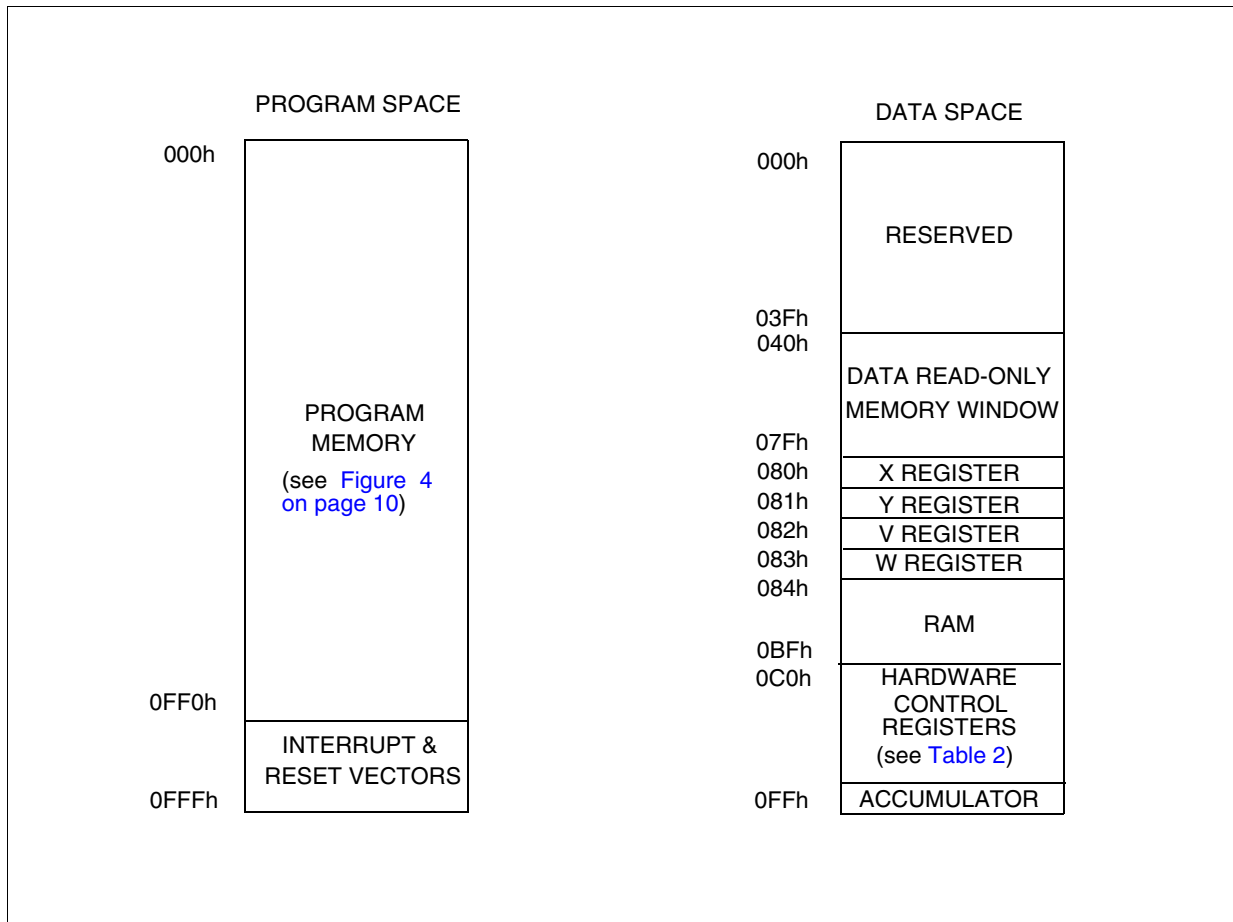 PROGRAM SPACE
000h
PROGRAM
MEMORY
(see Figure 4
on page 10)
0FF0h
INTERRUPT &
RESET VECTORS
0FFFh
DATA SPACE
000h
RESERVED
03Fh
040h
DATA READ-ONLY
MEMORY WINDOW
07Fh
080h X REGISTER
081h Y REGISTER
082h V REGISTER
083h W REGISTER
084h
RAM
0BFh
0C0h HARDWARE
CONTROL
REGISTERS
(see Table 2)
0FFh ACCUMULATOR